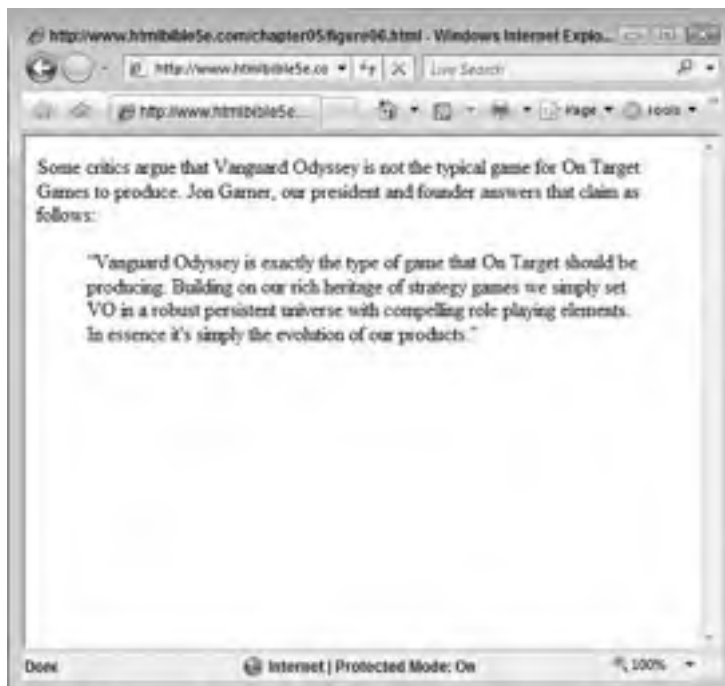 http://www.htmlbible5e.com/chapter05/figure06.html - Windows Internet Explo...
http://www.htmlbible5e.co Live Search
http://www.htmlbible5e... Page Tools
Some critics argue that Vanguard Odyssey is not the typical game for On Target
Games to produce. Jon Garner, our president and founder answers that claim as
follows:
"Vanguard Odyssey is exactly the type of game that On Target should be
producing. Building on our rich heritage of strategy games we simply set
VO in a robust persistent universe with compelling role playing elements.
In essence it's simply the evolution of our products."
Done Internet | Protected Mode: On 100%